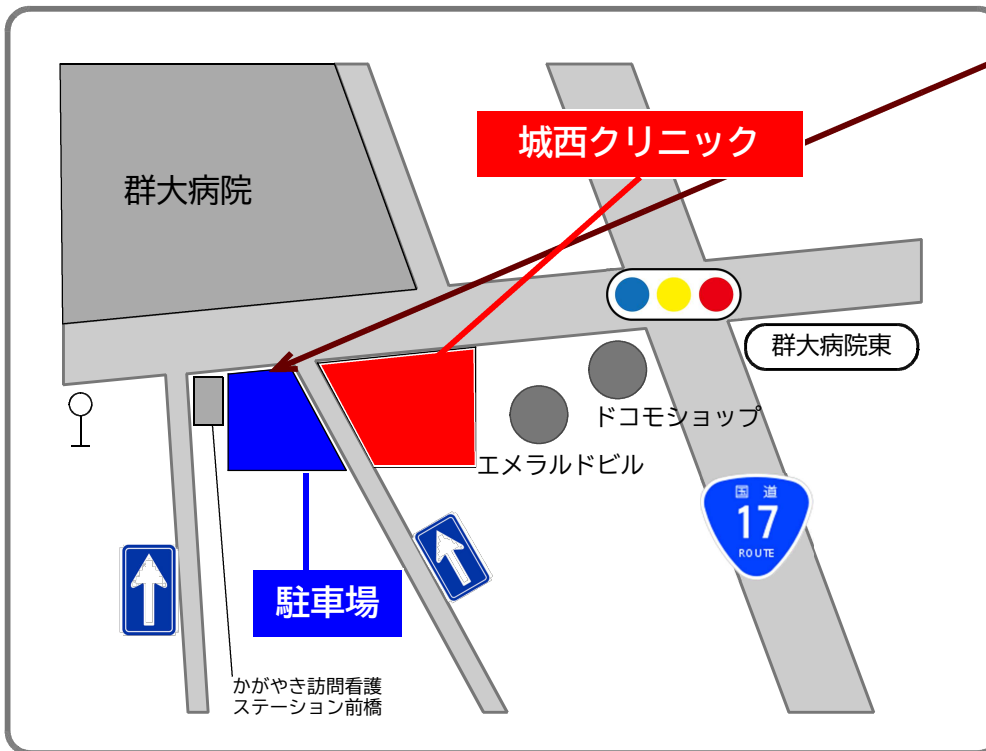 城西クリニック
群大病院
群大病院東
ドコモショップ
エメラルドビル
国道
17
ROUTE
駐車場
かがやき訪問看護
ステーション前橋